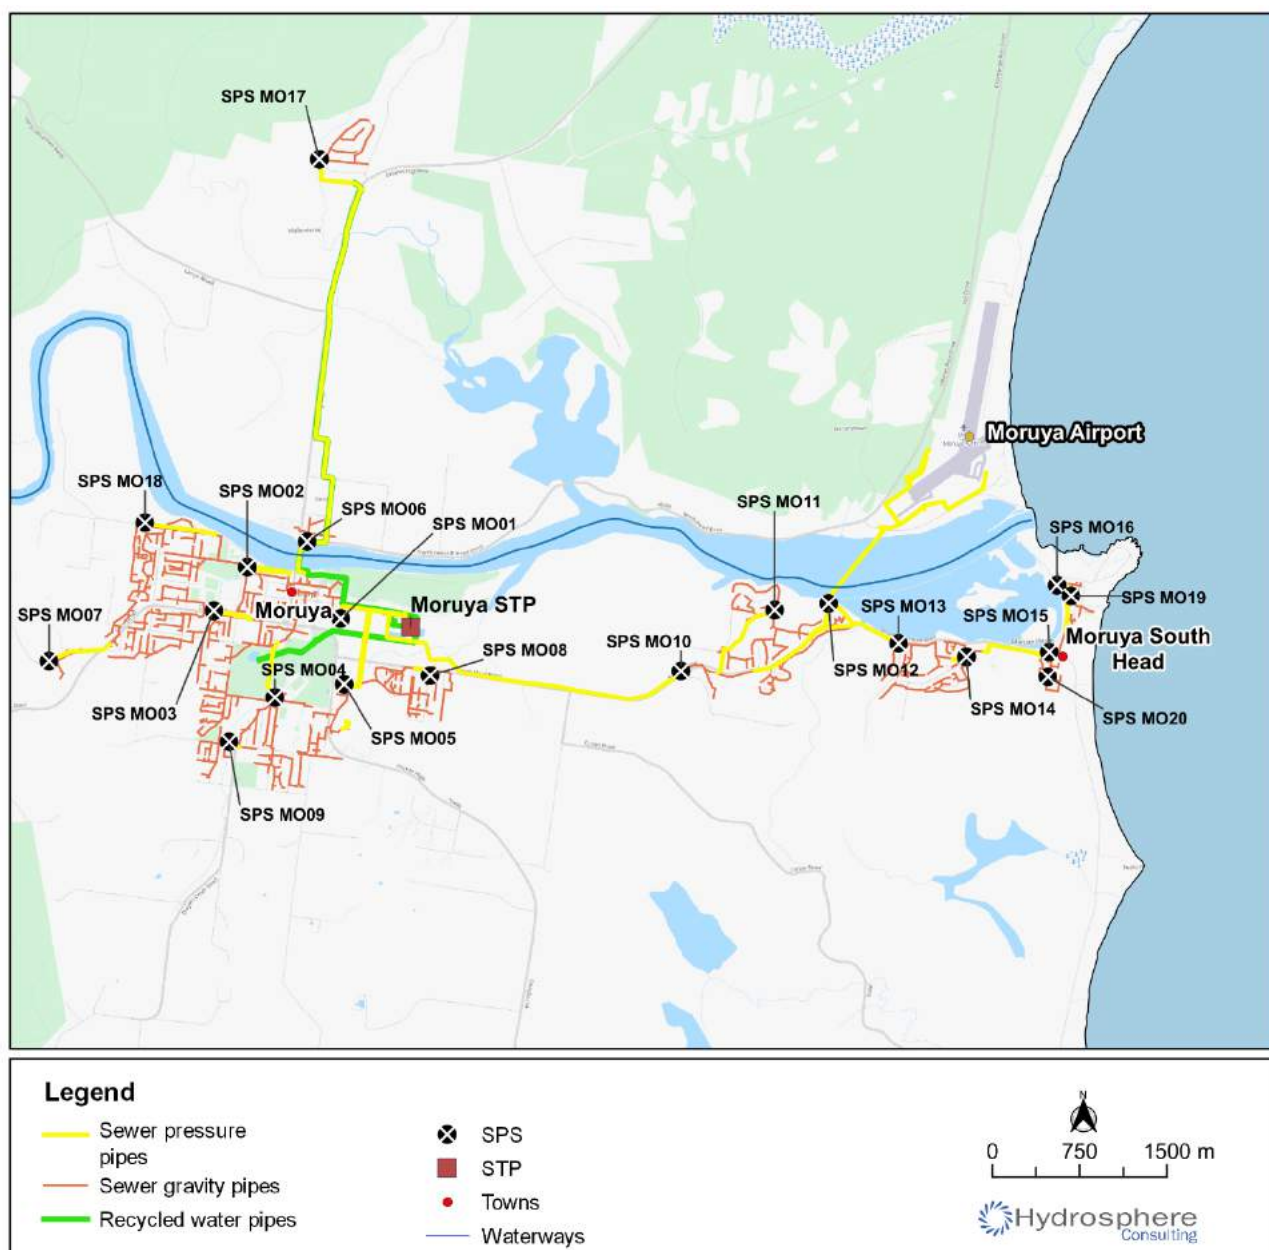 SPS MO17
Moruya Airport
SPS MO18
SPS MO02
SPS MO06
SPS MO01
SPS MO11
SPS MO16
SPS MO07
Moruya
Moruya STP
SPS MO13
SPS MO15
SPS MO19
SPS MO10
Moruya South
Head
SPS MO04
SPS MO08
SPS MO12
SPS MO03
SPS MO05
SPS MO14
SPS MO20
SPS MO09
Legend
Sewer pressure
pipes
Sewer gravity pipes
Recycled water pipes
SPS
STP
Towns
Waterways
N
0 750 1500 m
Hydrosphere
Consulting